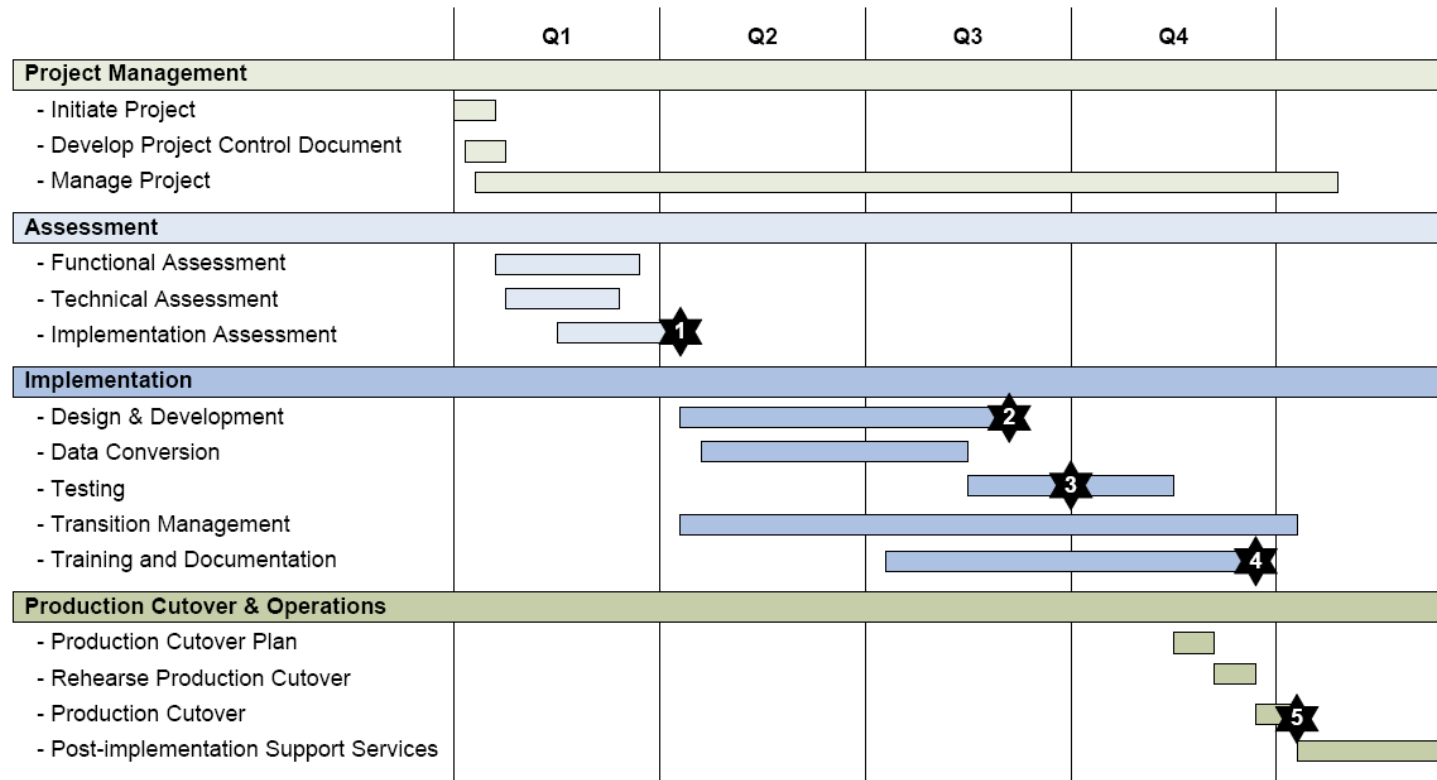 Q1 Q2 Q3 Q4
Project Management
- Initiate Project
- Develop Project Control Document
- Manage Project
Assessment
- Functional Assessment
- Technical Assessment
- Implementation Assessment 1
Implementation
- Design & Development 2
- Data Conversion
- Testing 3
- Transition Management
- Training and Documentation 4
Production Cutover & Operations
- Production Cutover Plan
- Rehearse Production Cutover
- Production Cutover 5
- Post-implementation Support Services